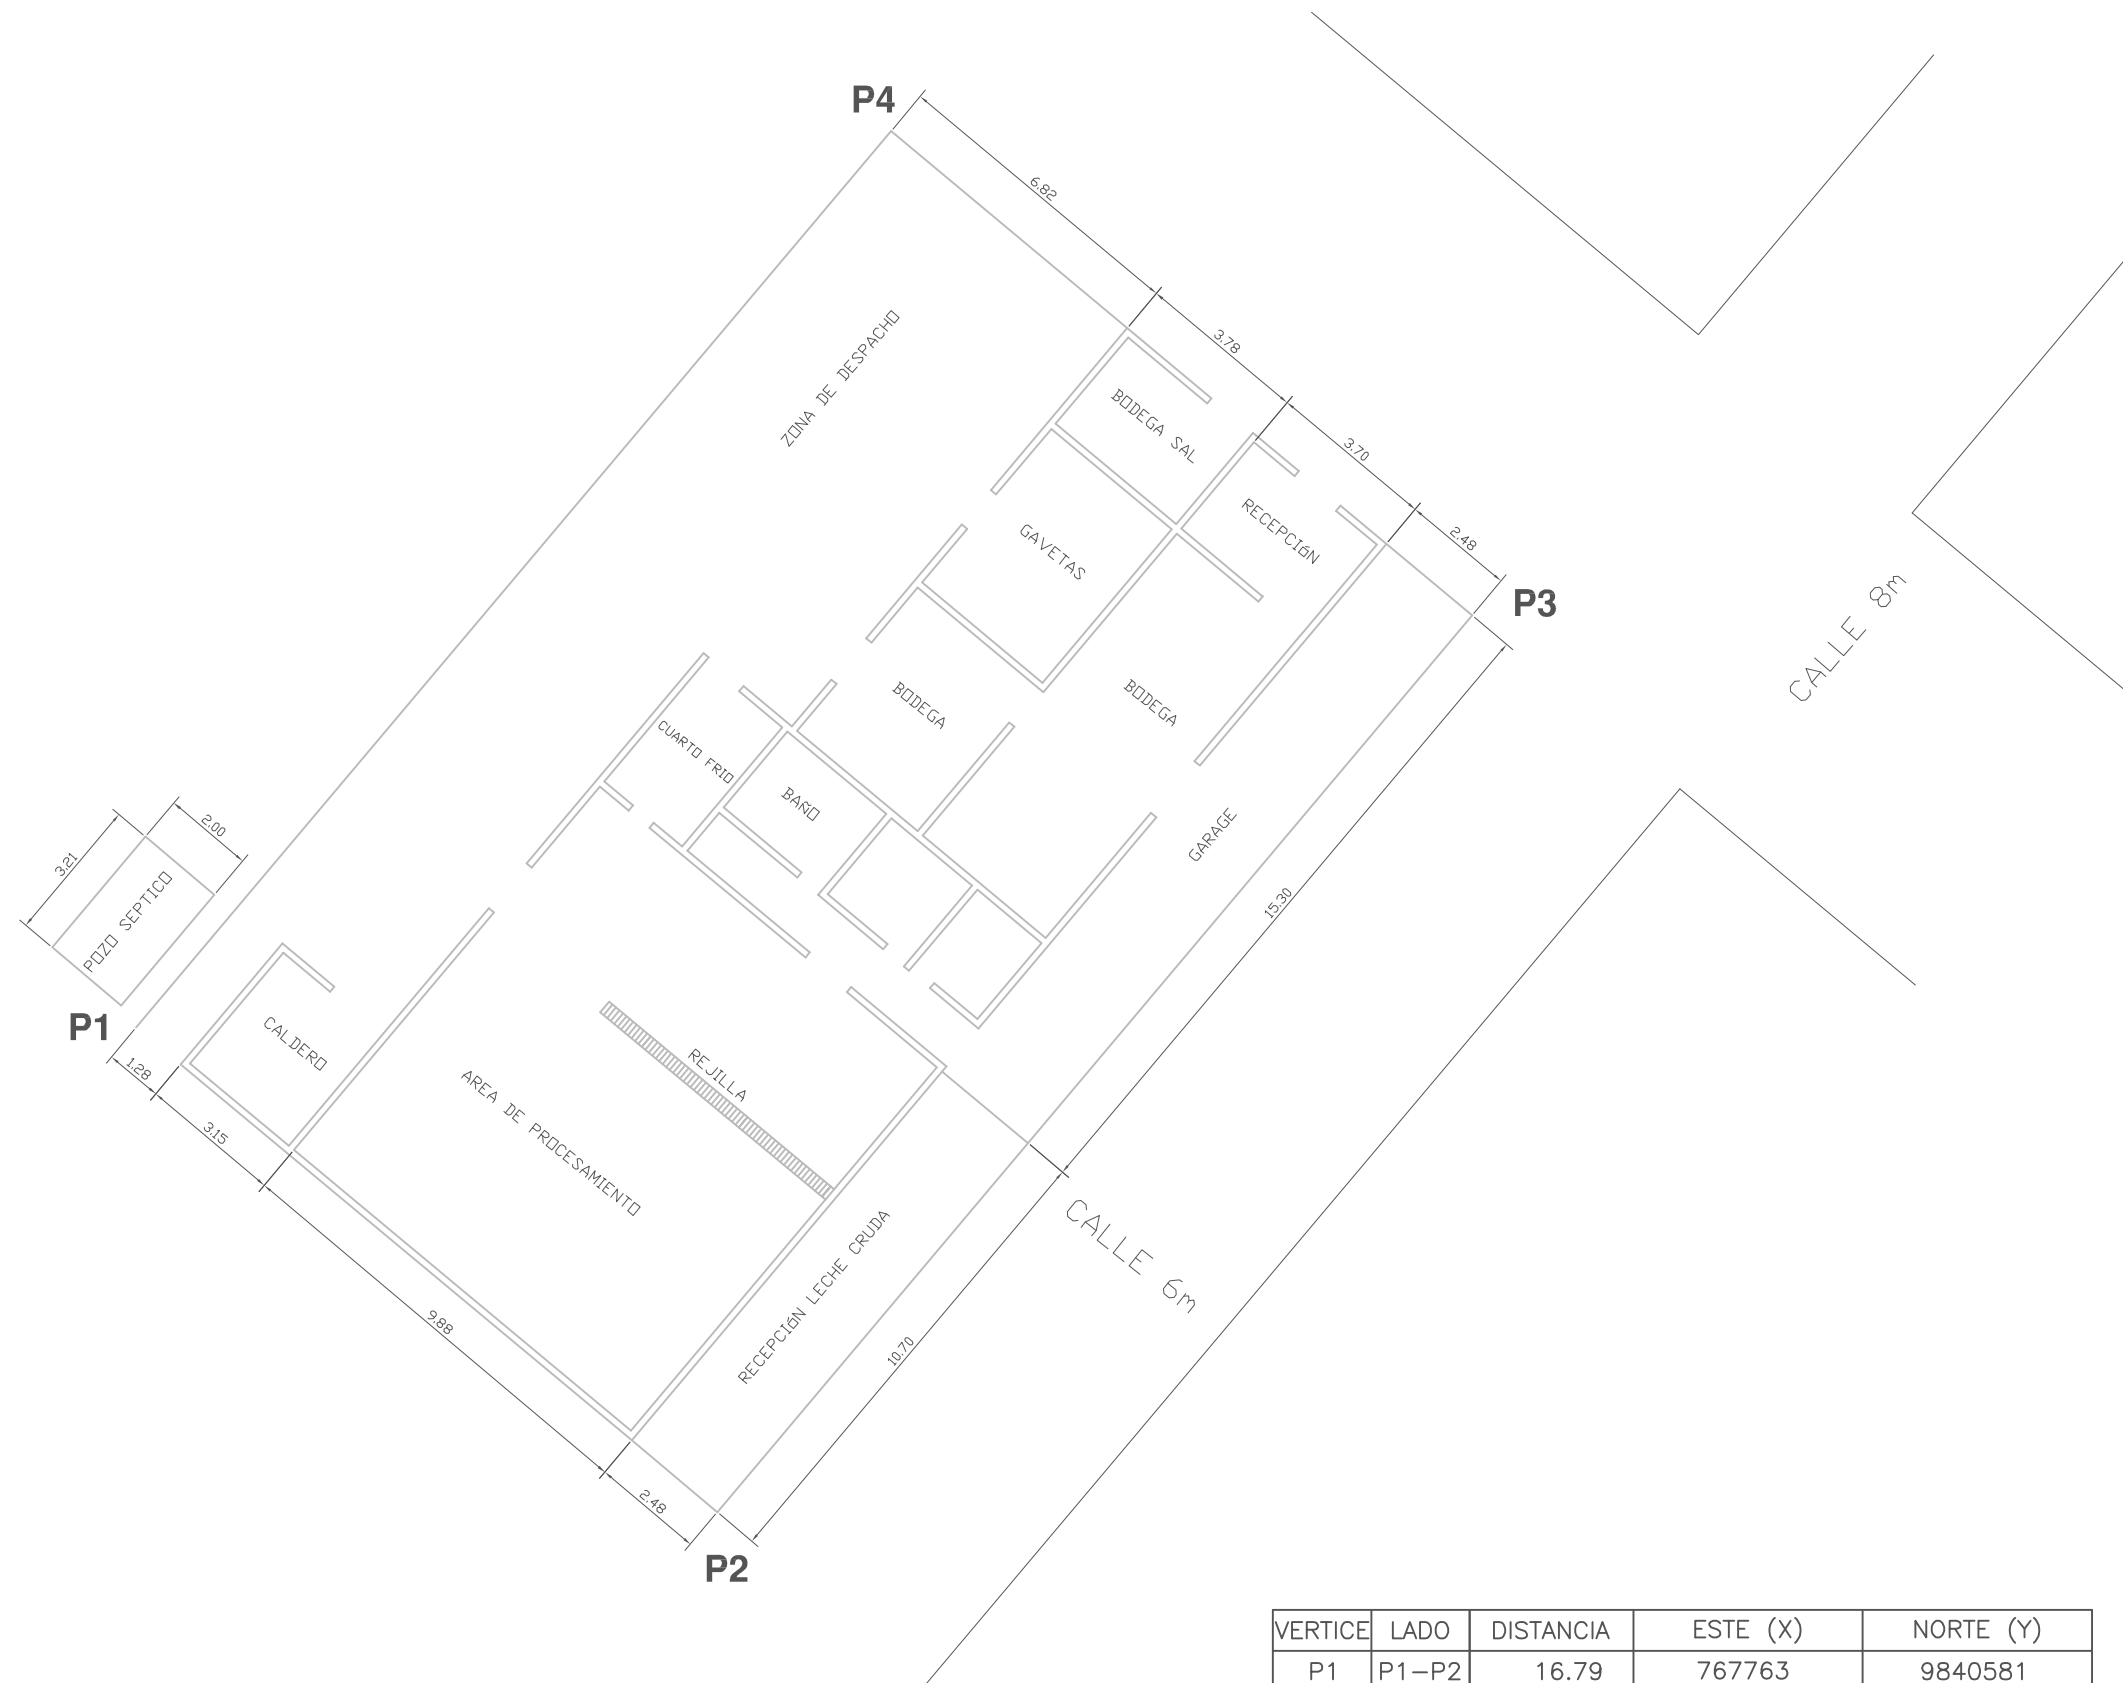 P4
6.82
3.78
ZONA DE DESPACHO
BODEGA SAL
3.70
RECEPCIóN
2.48
GAVETAS
P3
CALLE 8m
BODEGA
BODEGA
CUARTO FRIO
BAÑO
GARAGE
2.00
3.21
POZO SEPTICO
15.30
P1
CALDERO
1.28
REJILLA
AREA DE PROCESAMIENTO
3.15
CALLE 6m
RECEPCIóN LECHE CRUDA
9.88
10.70
2.48
P2
VERTICE LADO DISTANCIA ESTE (X) NORTE (Y)
P1 P1-P2 16.79 767763 9840581